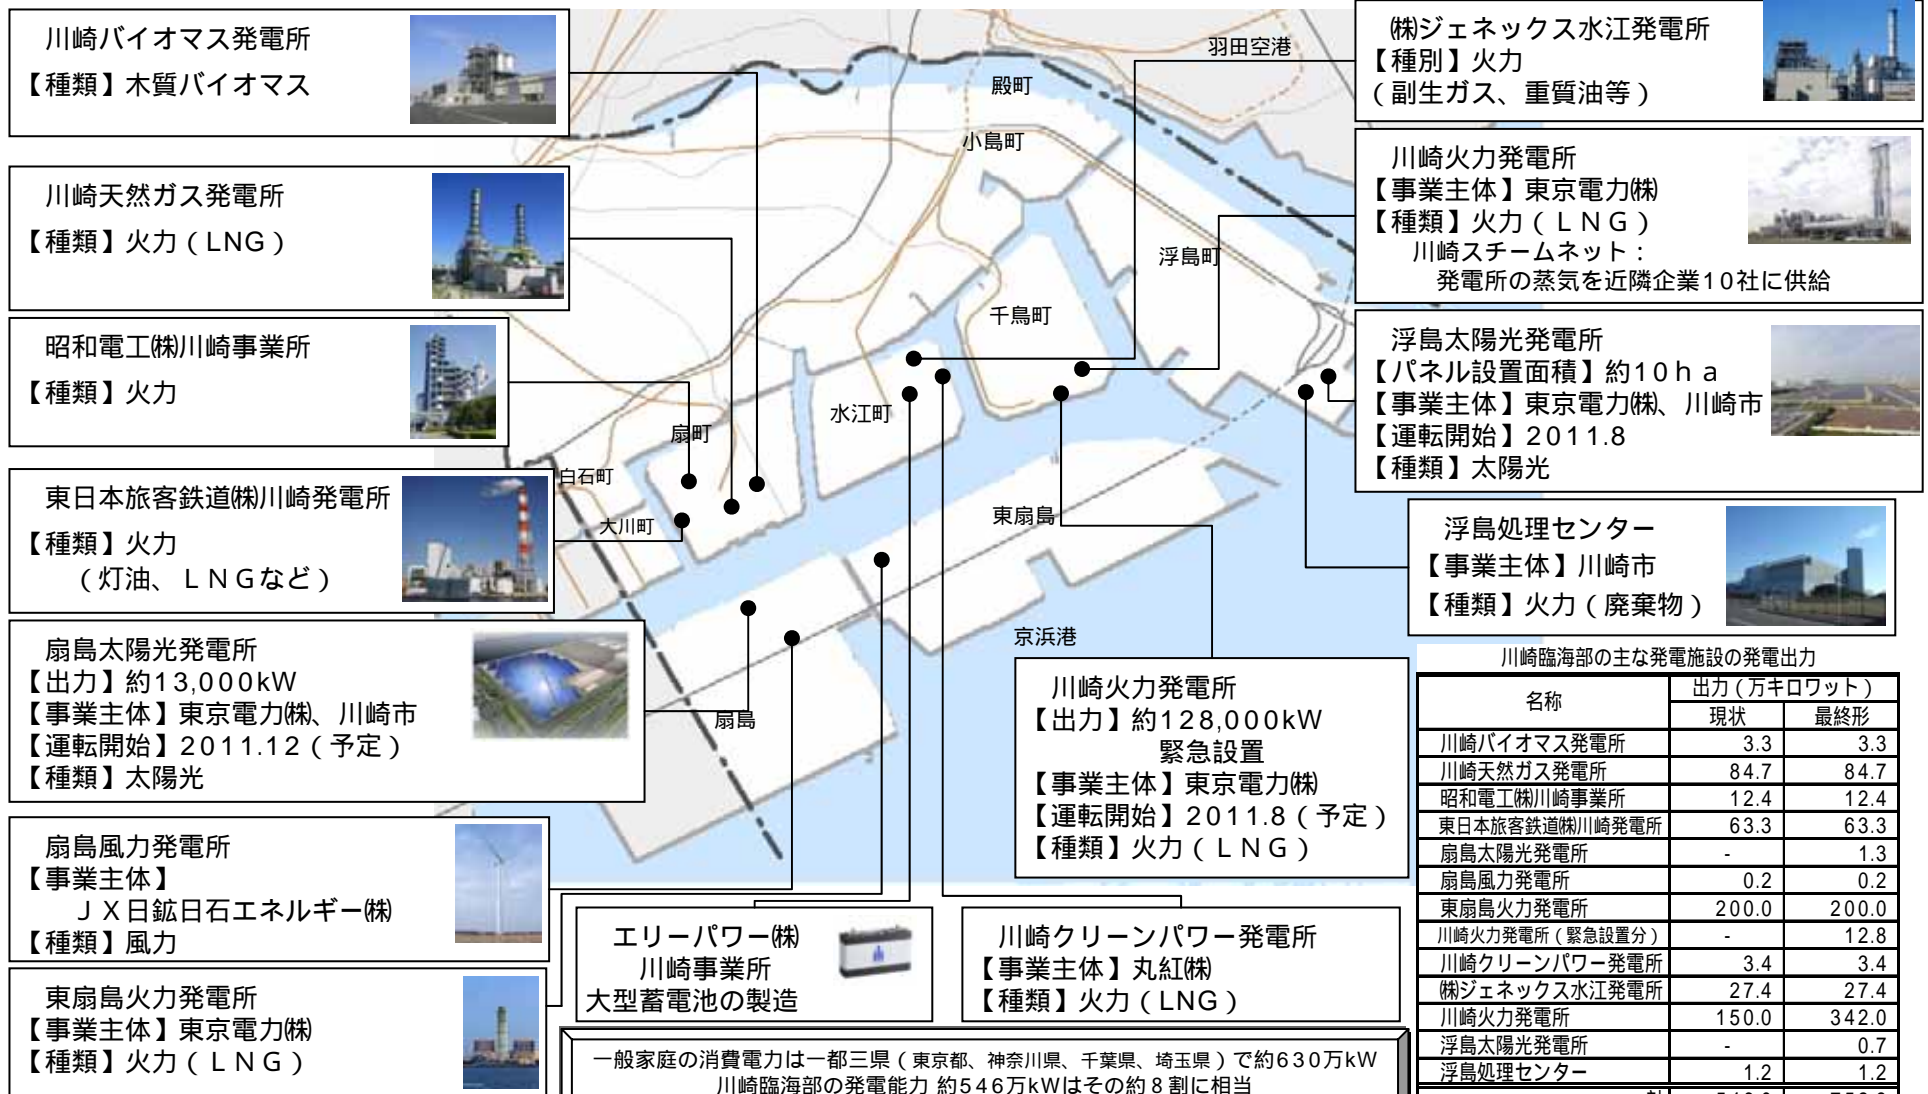 川崎バイオマス発電所
【種類】木質バイオマス
川崎天然ガス発電所
【種類】火力(LNG)
昭和電工㈱川崎事業所
【種類】火力
東日本旅客鉄道㈱川崎発電所
【種類】火力
(灯油、LNGなど)
扇島太陽光発電所
【出力】約13,000kW
【事業主体】東京電力㈱、川崎市
【運転開始】2011.12(予定)
【種類】太陽光
扇島風力発電所
【事業主体】
JX日鉱日石エネルギー㈱
【種類】風力
東扇島火力発電所
【事業主体】東京電力㈱
【種類】火力(LNG)
羽田空港
殿町
小島町
浮島町
千鳥町
水江町
扇町
白石町
大川町
東扇島
京浜港
扇島
エリーパワー㈱
川崎事業所
大型蓄電池の製造
川崎クリーンパワー発電所
【事業主体】丸紅㈱
【種類】火力(LNG)
川崎火力発電所
【出力】約128,000kW
緊急設置
【事業主体】東京電力㈱
【運転開始】2011.8(予定)
【種類】火力(LNG)
一般家庭の消費電力は一都三県(東京都、神奈川県、千葉県、埼玉県)で約630万kW
川崎臨海部の発電能力 約546万kWはその約8割に相当
㈱ジェネックス水江発電所
【種別】火力
(副生ガス、重質油等)
川崎火力発電所
【事業主体】東京電力㈱
【種類】火力(LNG)
川崎スチームネット:
発電所の蒸気を近隣企業10社に供給
浮島太陽光発電所
【パネル設置面積】約10ha
【事業主体】東京電力㈱、川崎市
【運転開始】2011.8
【種類】太陽光
浮島処理センター
【事業主体】川崎市
【種類】火力(廃棄物)
川崎臨海部の主な発電施設の発電出力
名称 出力(万キロワット)
現状 最終形
川崎バイオマス発電所 3.3 3.3
川崎天然ガス発電所 84.7 84.7
昭和電工㈱川崎事業所 12.4 12.4
東日本旅客鉄道㈱川崎発電所 63.3 63.3
扇島太陽光発電所 - 1.3
扇島風力発電所 0.2 0.2
東扇島火力発電所 200.0 200.0
川崎火力発電所(緊急設置分) - 12.8
川崎クリーンパワー発電所 3.4 3.4
㈱ジェネックス水江発電所 27.4 27.4
川崎火力発電所 150.0 342.0
浮島太陽光発電所 - 0.7
浮島処理センター 1.2 1.2